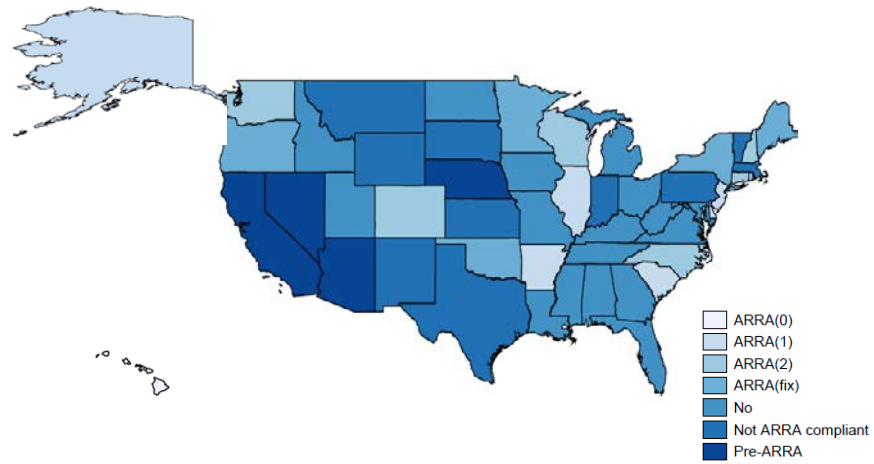 ARRA(0)
ARRA(1)
ARRA(2)
ARRA(fix)
No
Not ARRA compliant
Pre-ARRA